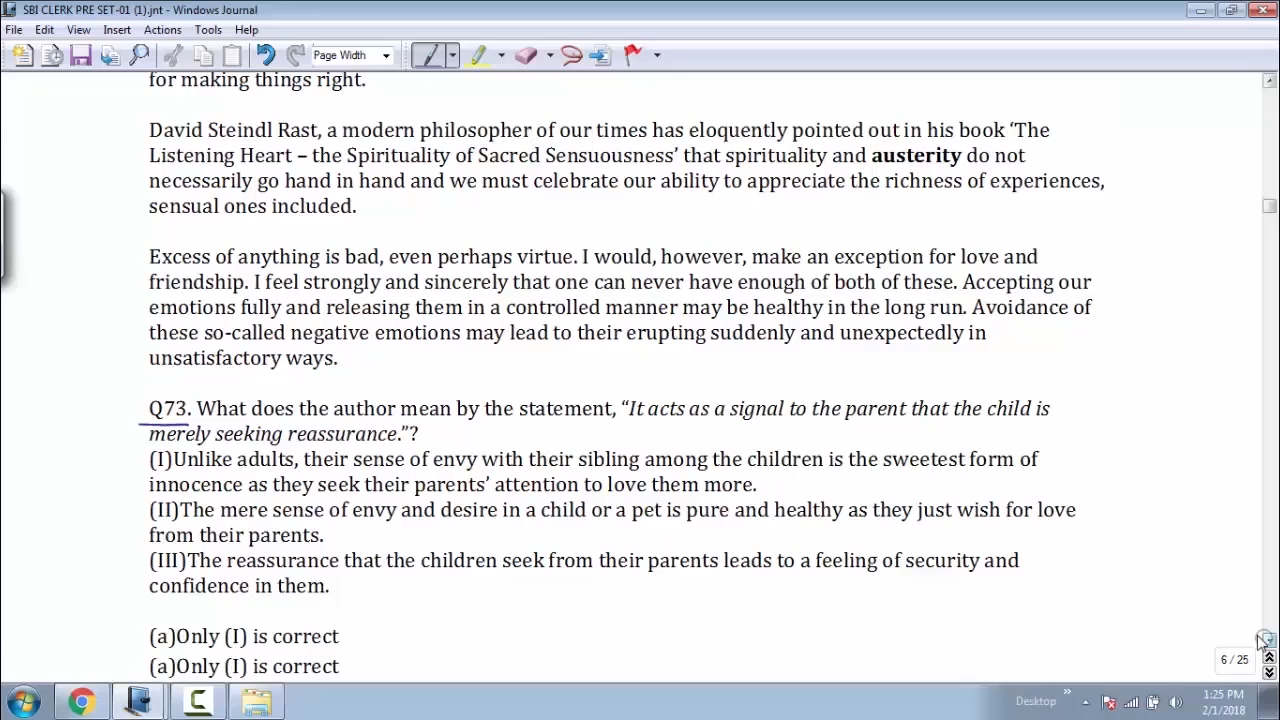 SBI CLERK PRE SET-01 (1).jnt - Windows Journal
File Edit View Insert Actions Tools Help
Page Width
for making things right.
David Steindl Rast, a modern philosopher of our times has eloquently pointed out in his book ‘The
Listening Heart – the Spirituality of Sacred Sensuousness’ that spirituality and austerity do not
necessarily go hand in hand and we must celebrate our ability to appreciate the richness of experiences,
sensual ones included.
Excess of anything is bad, even perhaps virtue. I would, however, make an exception for love and
friendship. I feel strongly and sincerely that one can never have enough of both of these. Accepting our
emotions fully and releasing them in a controlled manner may be healthy in the long run. Avoidance of
these so-called negative emotions may lead to their erupting suddenly and unexpectedly in
unsatisfactory ways.
Q73. What does the author mean by the statement, “It acts as a signal to the parent that the child is
merely seeking reassurance.”?
(I)Unlike adults, their sense of envy with their sibling among the children is the sweetest form of
innocence as they seek their parents’ attention to love them more.
(II)The mere sense of envy and desire in a child or a pet is pure and healthy as they just wish for love
from their parents.
(III)The reassurance that the children seek from their parents leads to a feeling of security and
confidence in them.
(a)Only (I) is correct
(a)Only (I) is correct
6 / 25
Desktop
1:25 PM
2/1/2018